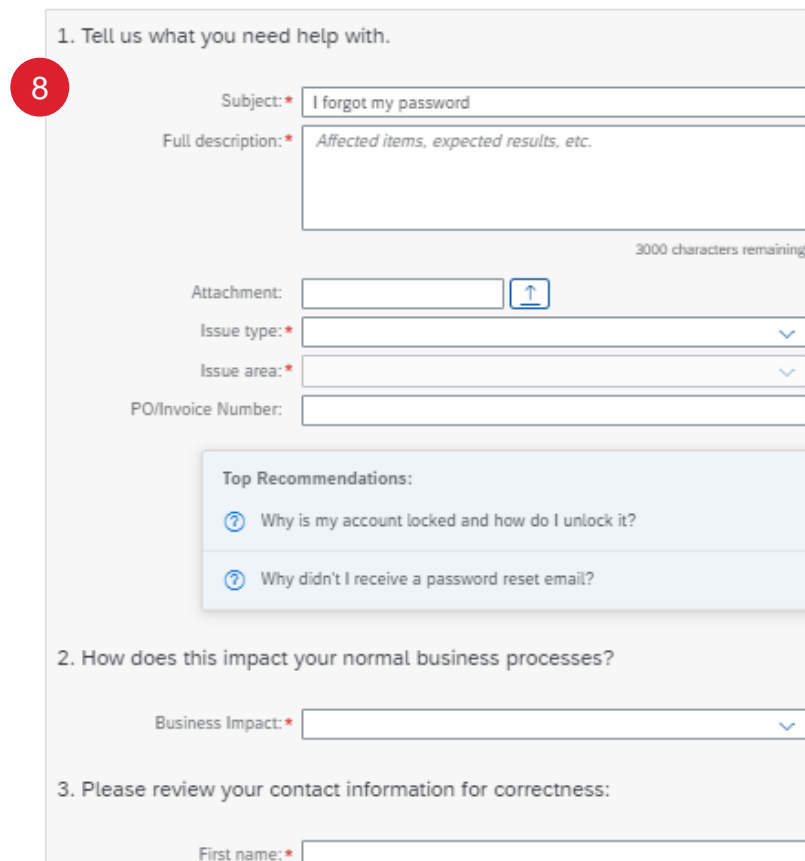 1. Tell us what you need help with.
8
Subject:* I forgot my password
Full description:* Affected items, expected results, etc.
3000 characters remaining
Attachment:
Issue type:*
Issue area:*
PO/Invoice Number:
Top Recommendations:
Why is my account locked and how do I unlock it?
Why didn't I receive a password reset email?
2. How does this impact your normal business processes?
Business Impact:*
3. Please review your contact information for correctness:
First name:*